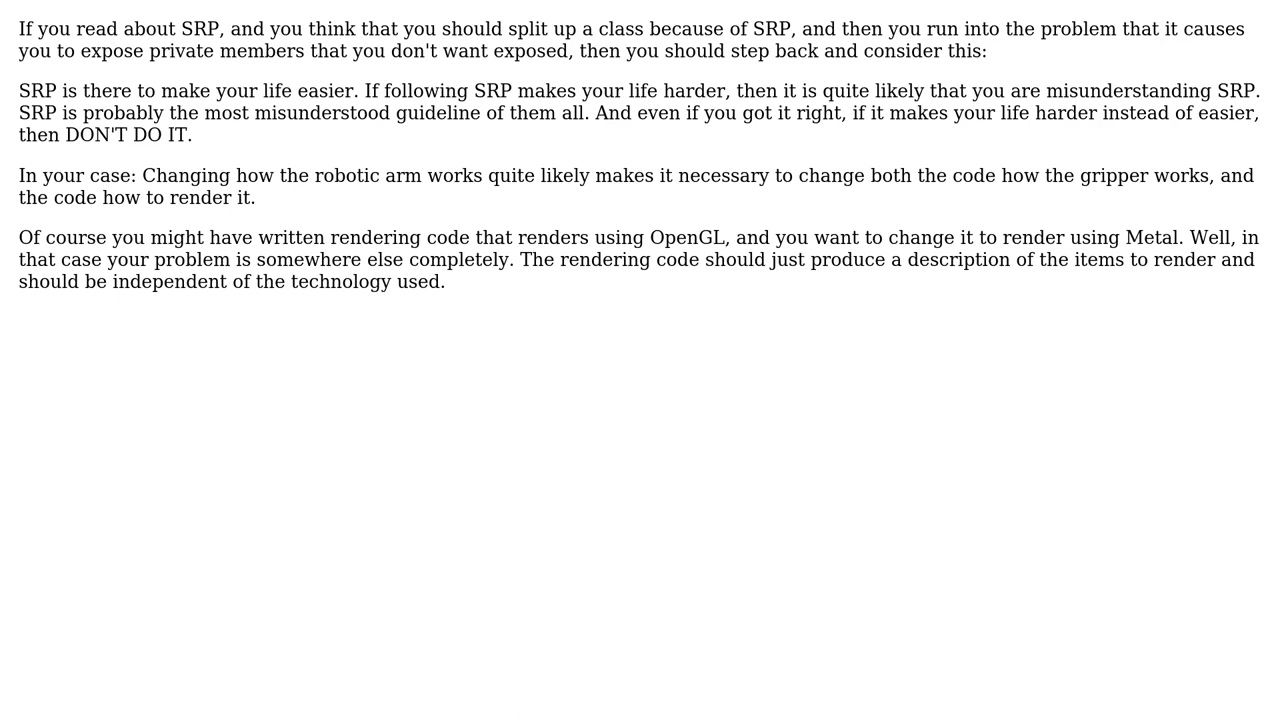 If you read about SRP, and you think that you should split up a class because of SRP, and then you run into the problem that it causes
you to expose private members that you don't want exposed, then you should step back and consider this:
SRP is there to make your life easier. If following SRP makes your life harder, then it is quite likely that you are misunderstanding SRP.
SRP is probably the most misunderstood guideline of them all. And even if you got it right, if it makes your life harder instead of easier,
then DON'T DO IT.
In your case: Changing how the robotic arm works quite likely makes it necessary to change both the code how the gripper works, and
the code how to render it.
Of course you might have written rendering code that renders using OpenGL, and you want to change it to render using Metal. Well, in
that case your problem is somewhere else completely. The rendering code should just produce a description of the items to render and
should be independent of the technology used.